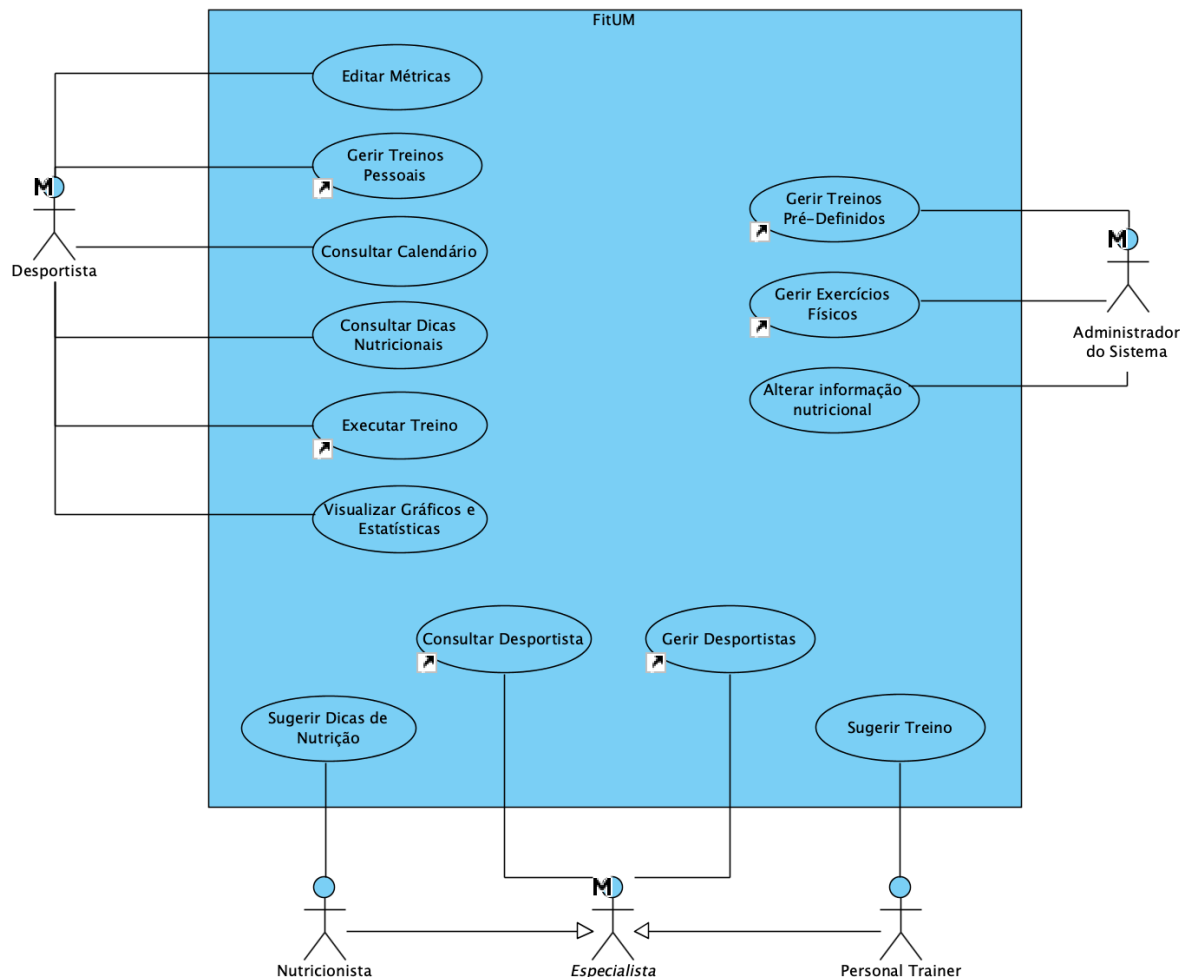 FitUM
Editar Métricas
Gerir Treinos
Pessoais
Consultar Calendário
Consultar Dicas
Nutricionais
Executar Treino
Visualizar Gráficos e
Estatísticas
M
Desportista
Gerir Treinos
Pré-Definidos
Gerir Exercícios
Físicos
Alterar informação
nutricional
M
Administrador
do Sistema
Consultar Desportista
Gerir Desportistas
Sugerir Dicas de
Nutrição
Sugerir Treino
Nutricionista
M
Especialista
Personal Trainer